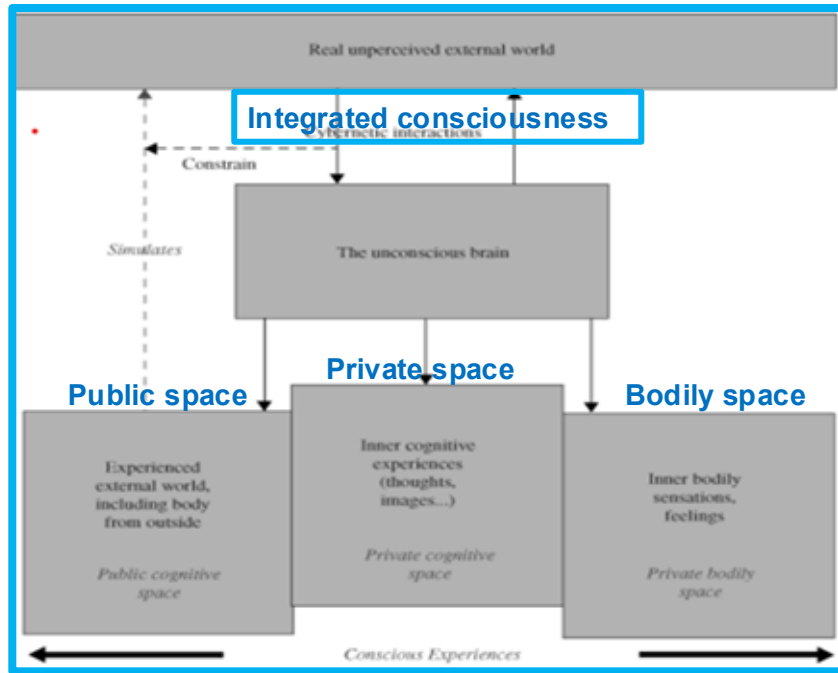 Real unperceived external world
Integrated consciousness
Cybernetic interactions
Constrain
Simulates
The unconscious brain
Public space
Private space
Bodily space
Experienced
external world,
including body
from outside
Public cognitive
space
Inner cognitive
experiences
(thoughts,
images...)
Private cognitive
space
Inner bodily
sensations,
feelings
Private bodily
space
Conscious Experiences